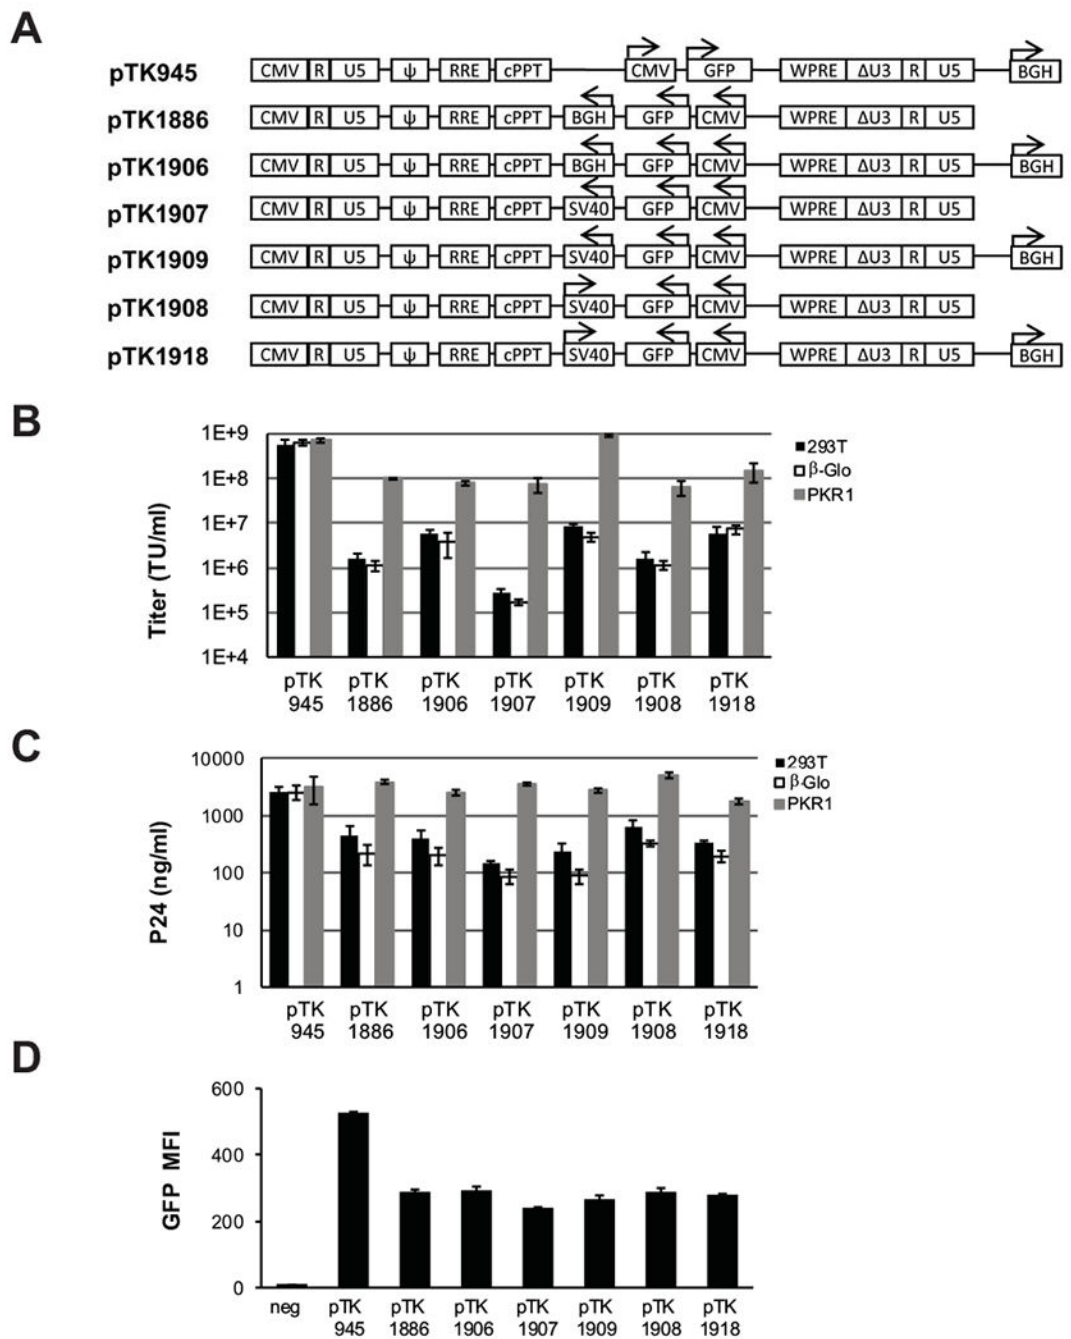 A
pTK945 CMV R U5 ψ RRE cPPT CMV GFP WPRE ΔU3 R U5 BGH
pTK1886 CMV R U5 ψ RRE cPPT BGH GFP CMV WPRE ΔU3 R U5
pTK1906 CMV R U5 ψ RRE cPPT BGH GFP CMV WPRE ΔU3 R U5 BGH
pTK1907 CMV R U5 ψ RRE cPPT SV40 GFP CMV WPRE ΔU3 R U5
pTK1909 CMV R U5 ψ RRE cPPT SV40 GFP CMV WPRE ΔU3 R U5 BGH
pTK1908 CMV R U5 ψ RRE cPPT SV40 GFP CMV WPRE ΔU3 R U5
pTK1918 CMV R U5 ψ RRE cPPT SV40 GFP CMV WPRE ΔU3 R U5 BGH
B
Titer (TU/ml)
1E+9
1E+8
1E+7
1E+6
1E+5
1E+4
293T
β-Glo
PKR1
pTK pTK pTK pTK pTK pTK pTK
945 1886 1906 1907 1909 1908 1918
C
P24 (ng/ml)
10000
1000
100
10
1
293T
β-Glo
PKR1
pTK pTK pTK pTK pTK pTK pTK
945 1886 1906 1907 1909 1908 1918
D
GFP MFI
600
400
200
0
neg pTK pTK pTK pTK pTK pTK pTK
945 1886 1906 1907 1909 1908 1918